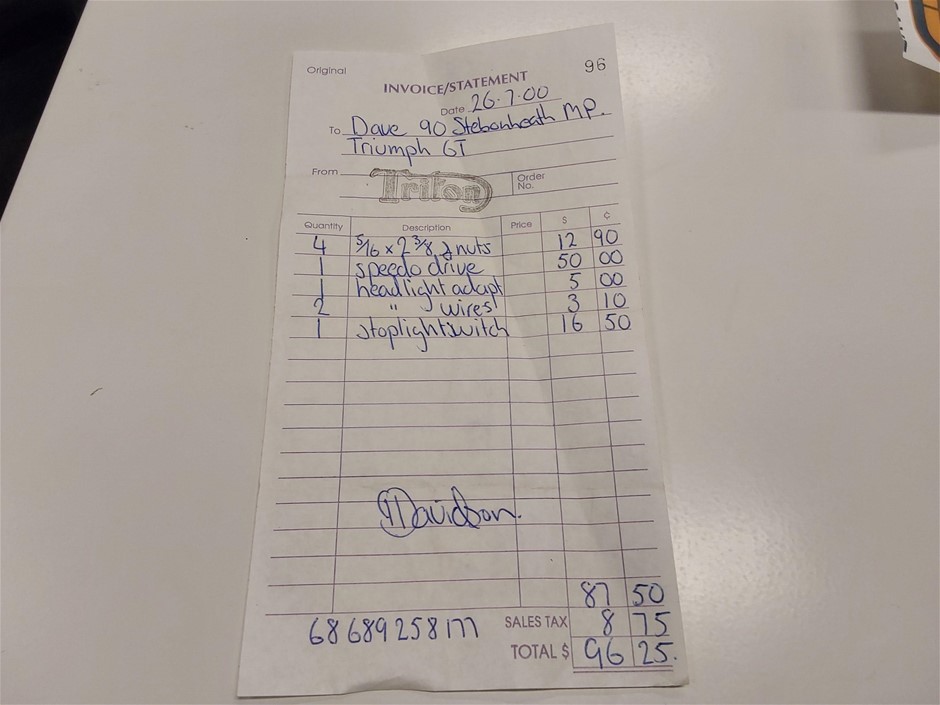 Original
96
INVOICE/STATEMENT
Date 26.7.00
To Dave 90 Stebonheath MP.
Triumph GT
From Triton Order No.
Quantity Description Price $ ¢
4 5/16 x 2 3/8 & nuts 12 90
1 speedo drive 50 00
1 headlight adapt 5 00
2 " wires 3 10
1 stoplightswitch 16 50
Davidson.
87 50
68 689 258 177 SALES TAX 8 75
TOTAL $ 96 25.